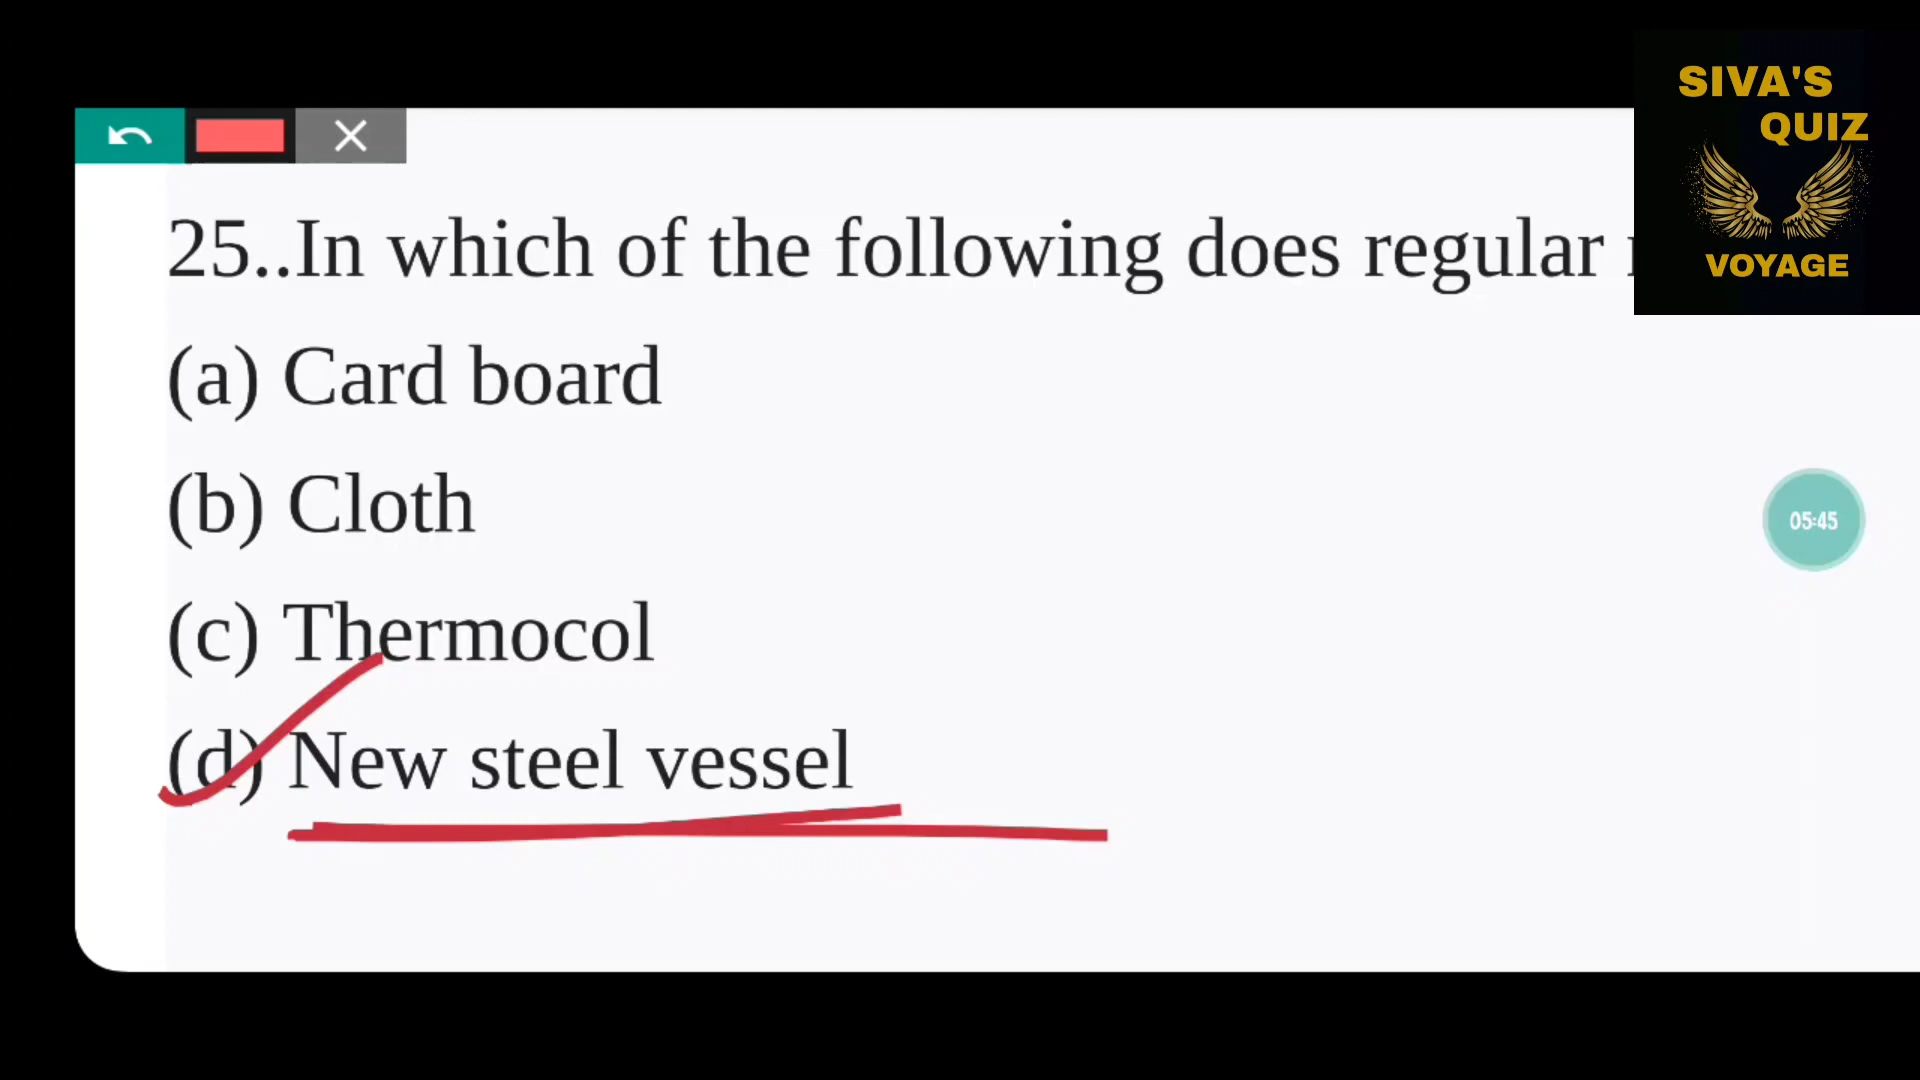 SIVA'S
QUIZ
VOYAGE
25..In which of the following does regular
(a) Card board
(b) Cloth
05:45
(c) Thermocol
(d) New steel vessel